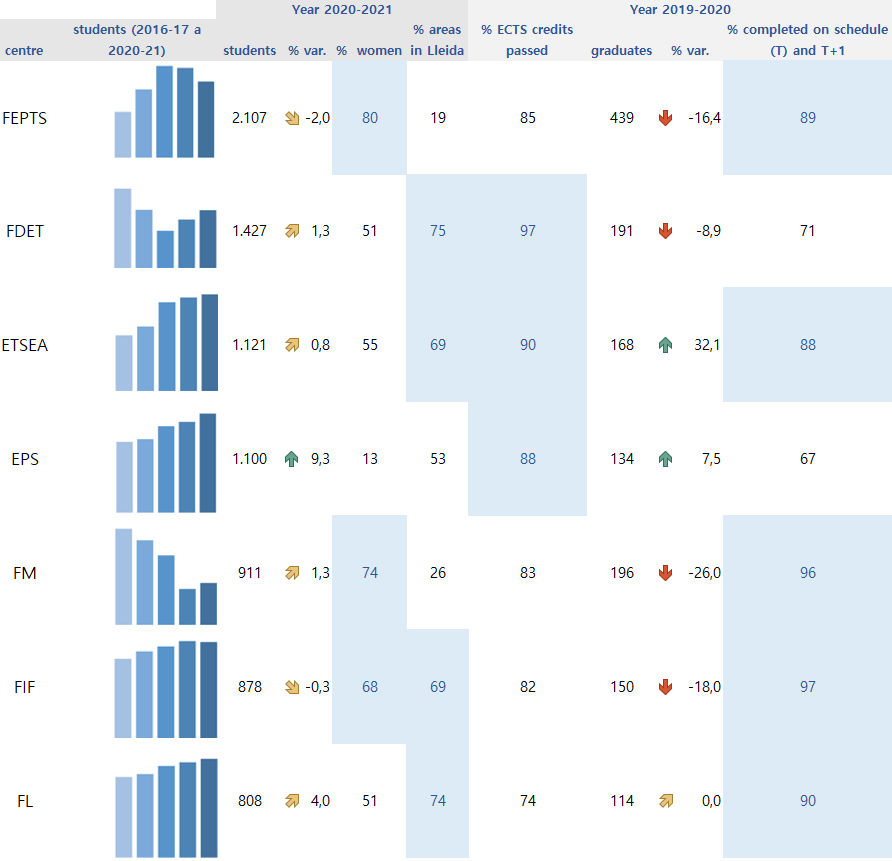 Year 2020-2021 Year 2019-2020
students (2016-17 a % areas % ECTS credits % completed on schedule
centre 2020-21) students % var. % women in Lleida passed graduates % var. (T) and T+1
FEPTS 2.107 -2,0 80 19 85 439 -16,4 89
FDET 1.427 1,3 51 75 97 191 -8,9 71
ETSEA 1.121 0,8 55 69 90 168 32,1 88
EPS 1.100 9,3 13 53 88 134 7,5 67
FM 911 1,3 74 26 83 196 -26,0 96
FIF 878 -0,3 68 69 82 150 -18,0 97
FL 808 4,0 51 74 74 114 0,0 90